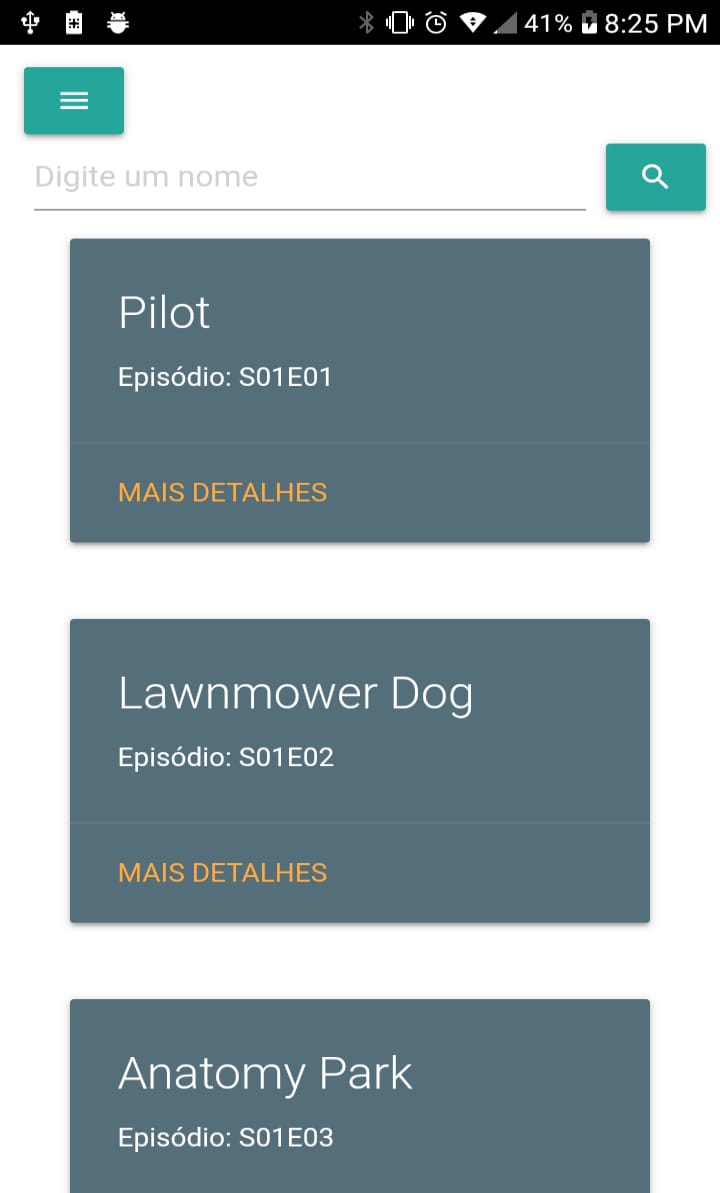 41% 8:25 PM
Digite um nome
Pilot
Episódio: S01E01
MAIS DETALHES
Lawnmower Dog
Episódio: S01E02
MAIS DETALHES
Anatomy Park
Episódio: S01E03